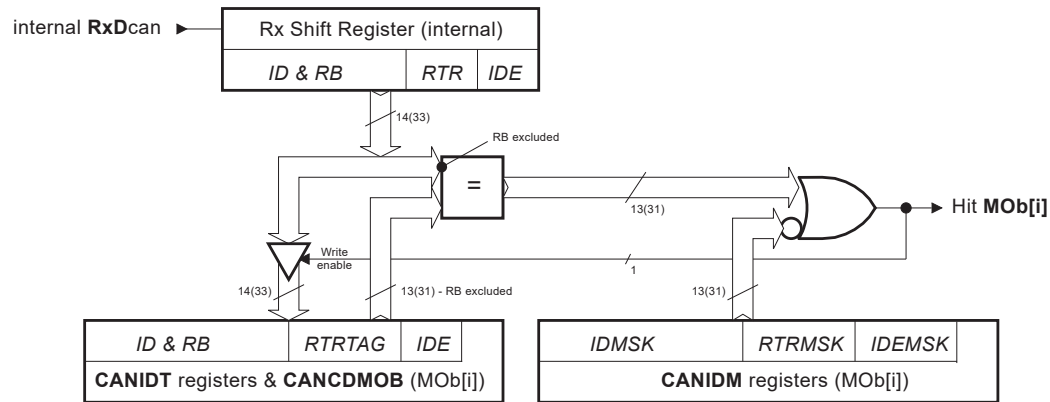 internal RxDcan
Rx Shift Register (internal)
ID & RB RTR IDE
14(33)
RB excluded
=
13(31)
Hit MOb[i]
Write
enable
1
14(33)
13(31) - RB excluded
13(31)
ID & RB RTRTAG IDE
CANIDT registers & CANCDMOB (MOb[i])
IDMSK RTRMSK IDEMSK
CANIDM registers (MOb[i])